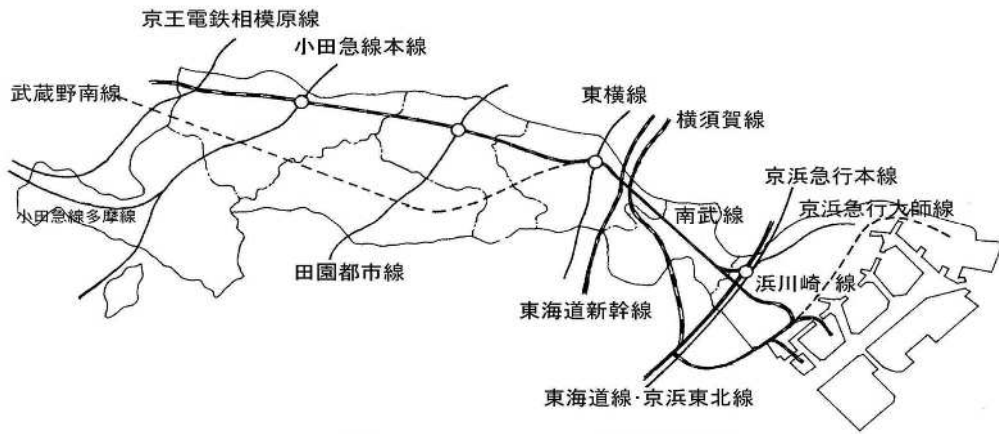 京王電鉄相模原線
小田急線本線
武蔵野南線
東横線
横須賀線
京浜急行本線
京浜急行大師線
小田急線多摩線
南武線
田園都市線
浜川崎線
東海道新幹線
東海道線・京浜東北線